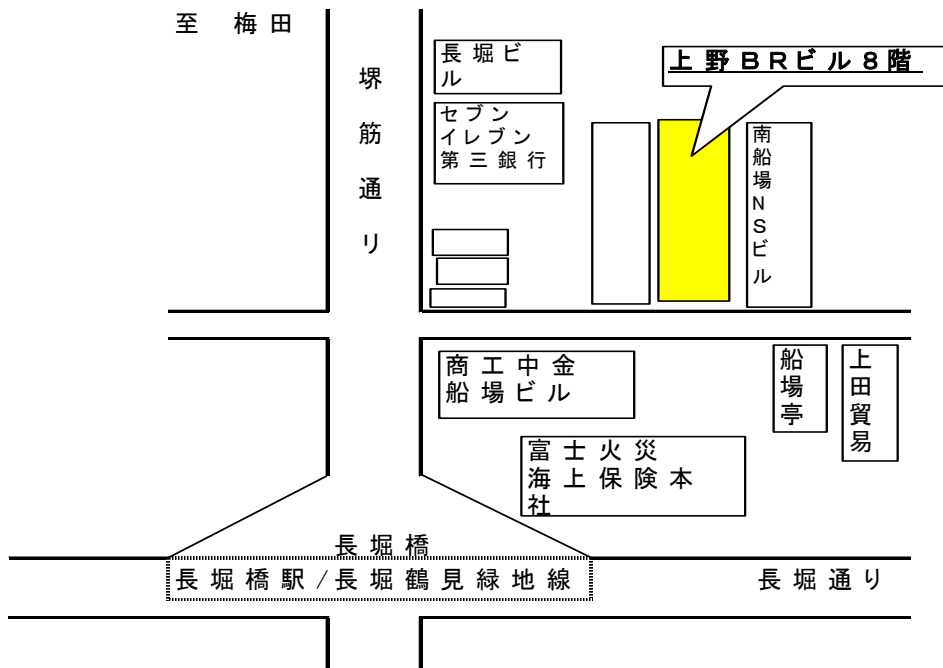 至 梅田
堺筋通り
長堀ビ
ル
セブン
イレブン
第三銀行
上野BRビル8階
南船場NSビル
商工中金
船場ビル
船場亭
上田貿易
富士火災
海上保険本
社
長堀橋
長堀橋駅/長堀鶴見緑地線
長堀通り